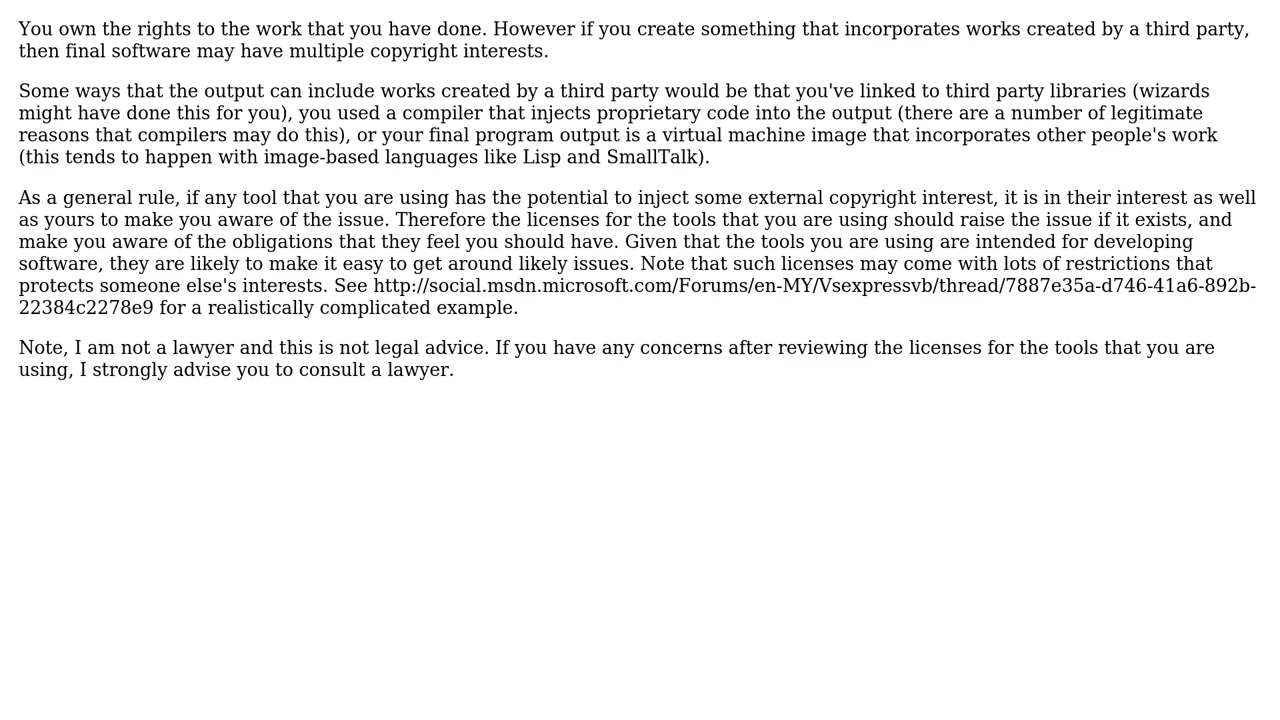 You own the rights to the work that you have done. However if you create something that incorporates works created by a third party,
then final software may have multiple copyright interests.
Some ways that the output can include works created by a third party would be that you've linked to third party libraries (wizards
might have done this for you), you used a compiler that injects proprietary code into the output (there are a number of legitimate
reasons that compilers may do this), or your final program output is a virtual machine image that incorporates other people's work
(this tends to happen with image-based languages like Lisp and SmallTalk).
As a general rule, if any tool that you are using has the potential to inject some external copyright interest, it is in their interest as well
as yours to make you aware of the issue. Therefore the licenses for the tools that you are using should raise the issue if it exists, and
make you aware of the obligations that they feel you should have. Given that the tools you are using are intended for developing
software, they are likely to make it easy to get around likely issues. Note that such licenses may come with lots of restrictions that
protects someone else's interests. See http://social.msdn.microsoft.com/Forums/en-MY/Vsexpressvb/thread/7887e35a-d746-41a6-892b-
22384c2278e9 for a realistically complicated example.
Note, I am not a lawyer and this is not legal advice. If you have any concerns after reviewing the licenses for the tools that you are
using, I strongly advise you to consult a lawyer.